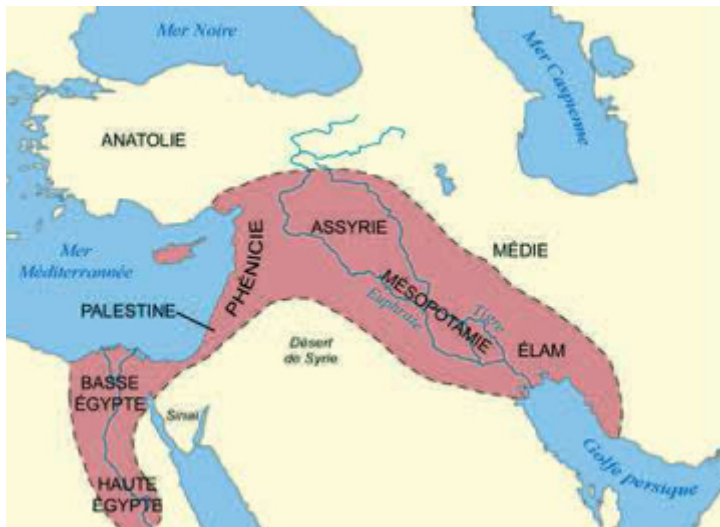 Mer Noire
Mer Caspienne
ANATOLIE
ASSYRIE
MÉDIE
Mer
Méditerrannée
PHÉNICIE
MÉSOPOTAMIE
Tigre
Euphrate
PALESTINE
ÉLAM
Désert
de Syrie
BASSE
ÉGYPTE
Sinaï
Golfe persique
HAUTE
ÉGYPTE